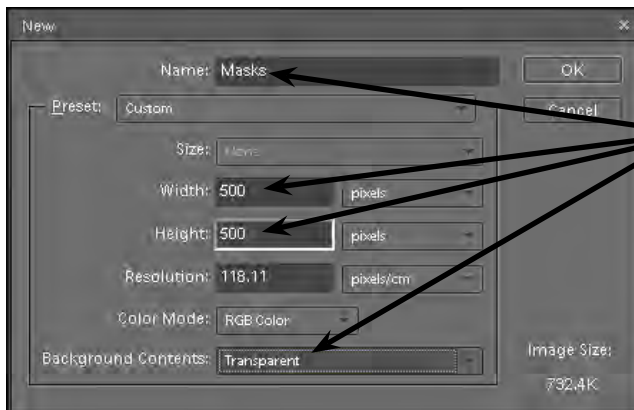 New
Name: Masks
OK
Preset: Custom
Cancel
Size: None
Width: 500 pixels
Height: 500 pixels
Resolution: 118.11 pixels/cm
Color Mode: RGB Color
Background Contents: Transparent
Image Size:
732.4K